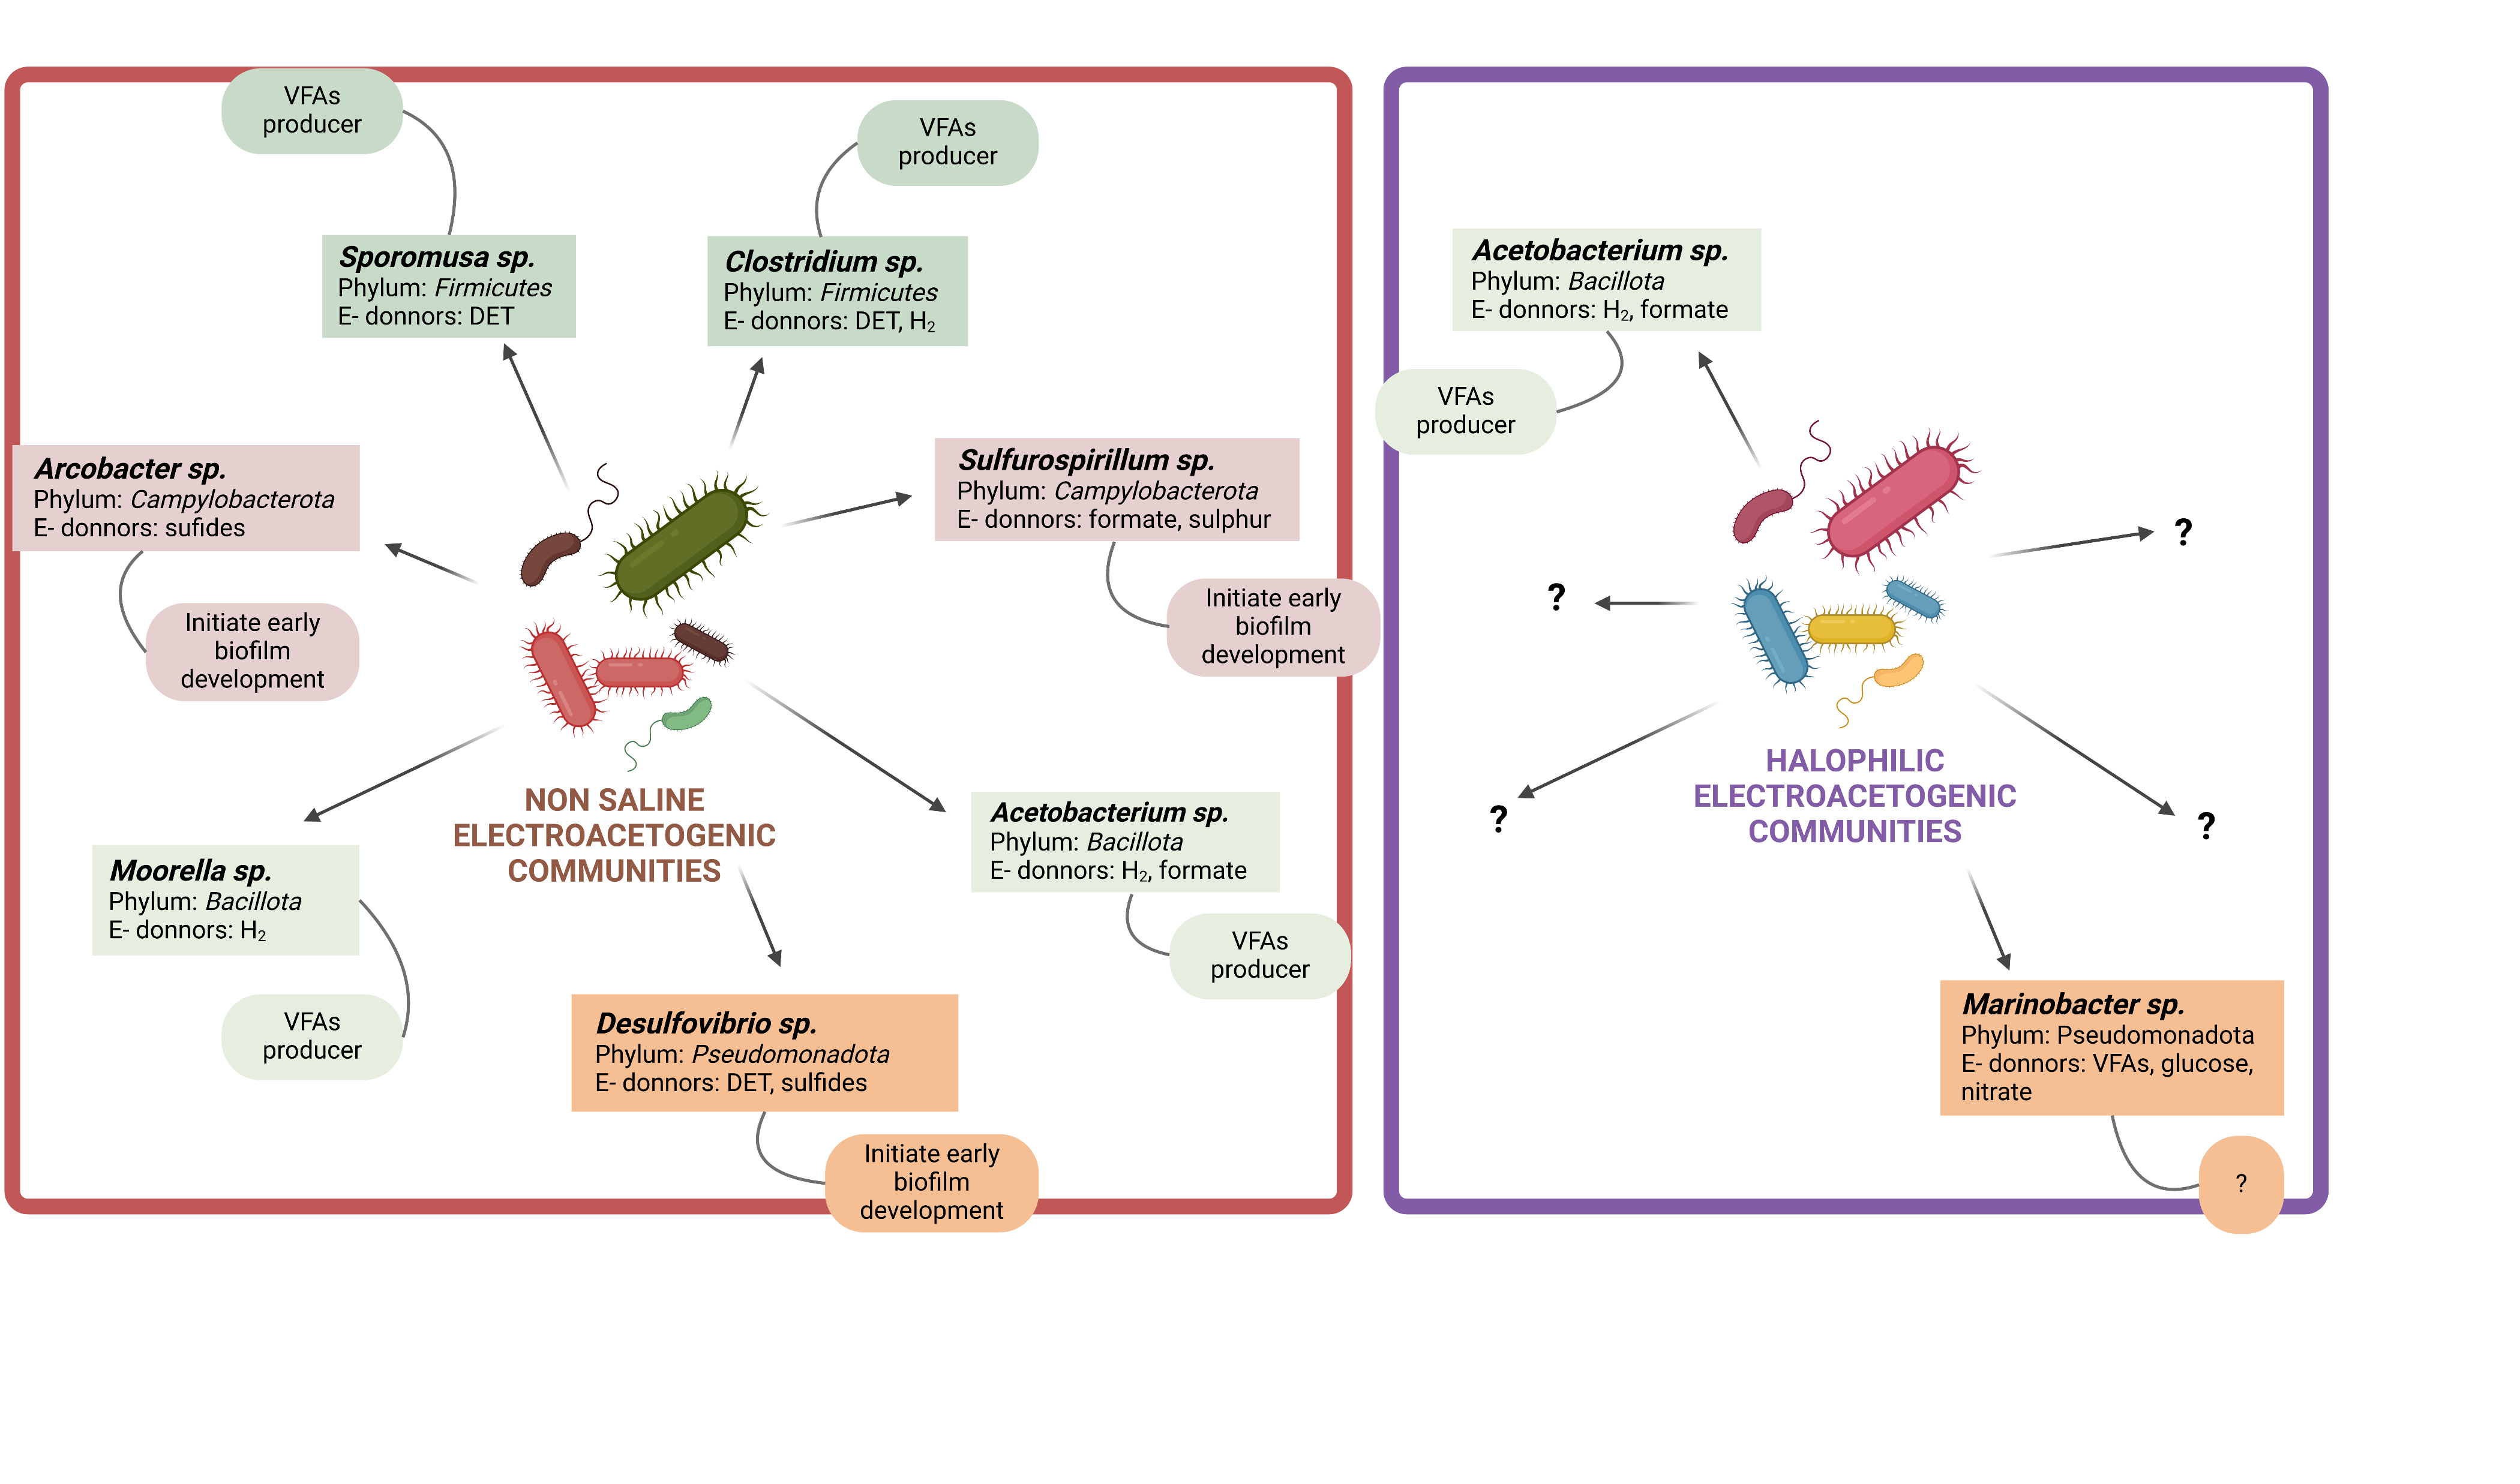 VFAs
producer
VFAs
producer
Sporomusa sp.
Phylum: Firmicutes
E- donnors: DET
Clostridium sp.
Phylum: Firmicutes
E- donnors: DET, H₂
Arcobacter sp.
Phylum: Campylobacterota
E- donnors: sufides
Sulfurospirillum sp.
Phylum: Campylobacterota
E- donnors: formate, sulphur
Initiate early
biofilm
development
Initiate early
biofilm
development
NON SALINE
ELECTROACETOGENIC
COMMUNITIES
Moorella sp.
Phylum: Bacillota
E- donnors: H₂
VFAs
producer
Acetobacterium sp.
Phylum: Bacillota
E- donnors: H₂, formate
VFAs
producer
Desulfovibrio sp.
Phylum: Pseudomonadota
E- donnors: DET, sulfides
Initiate early
biofilm
development
Acetobacterium sp.
Phylum: Bacillota
E- donnors: H₂, formate
VFAs
producer
?
?
HALOPHILIC
ELECTROACETOGENIC
COMMUNITIES
?
?
Marinobacter sp.
Phylum: Pseudomonadota
E- donnors: VFAs, glucose,
nitrate
?